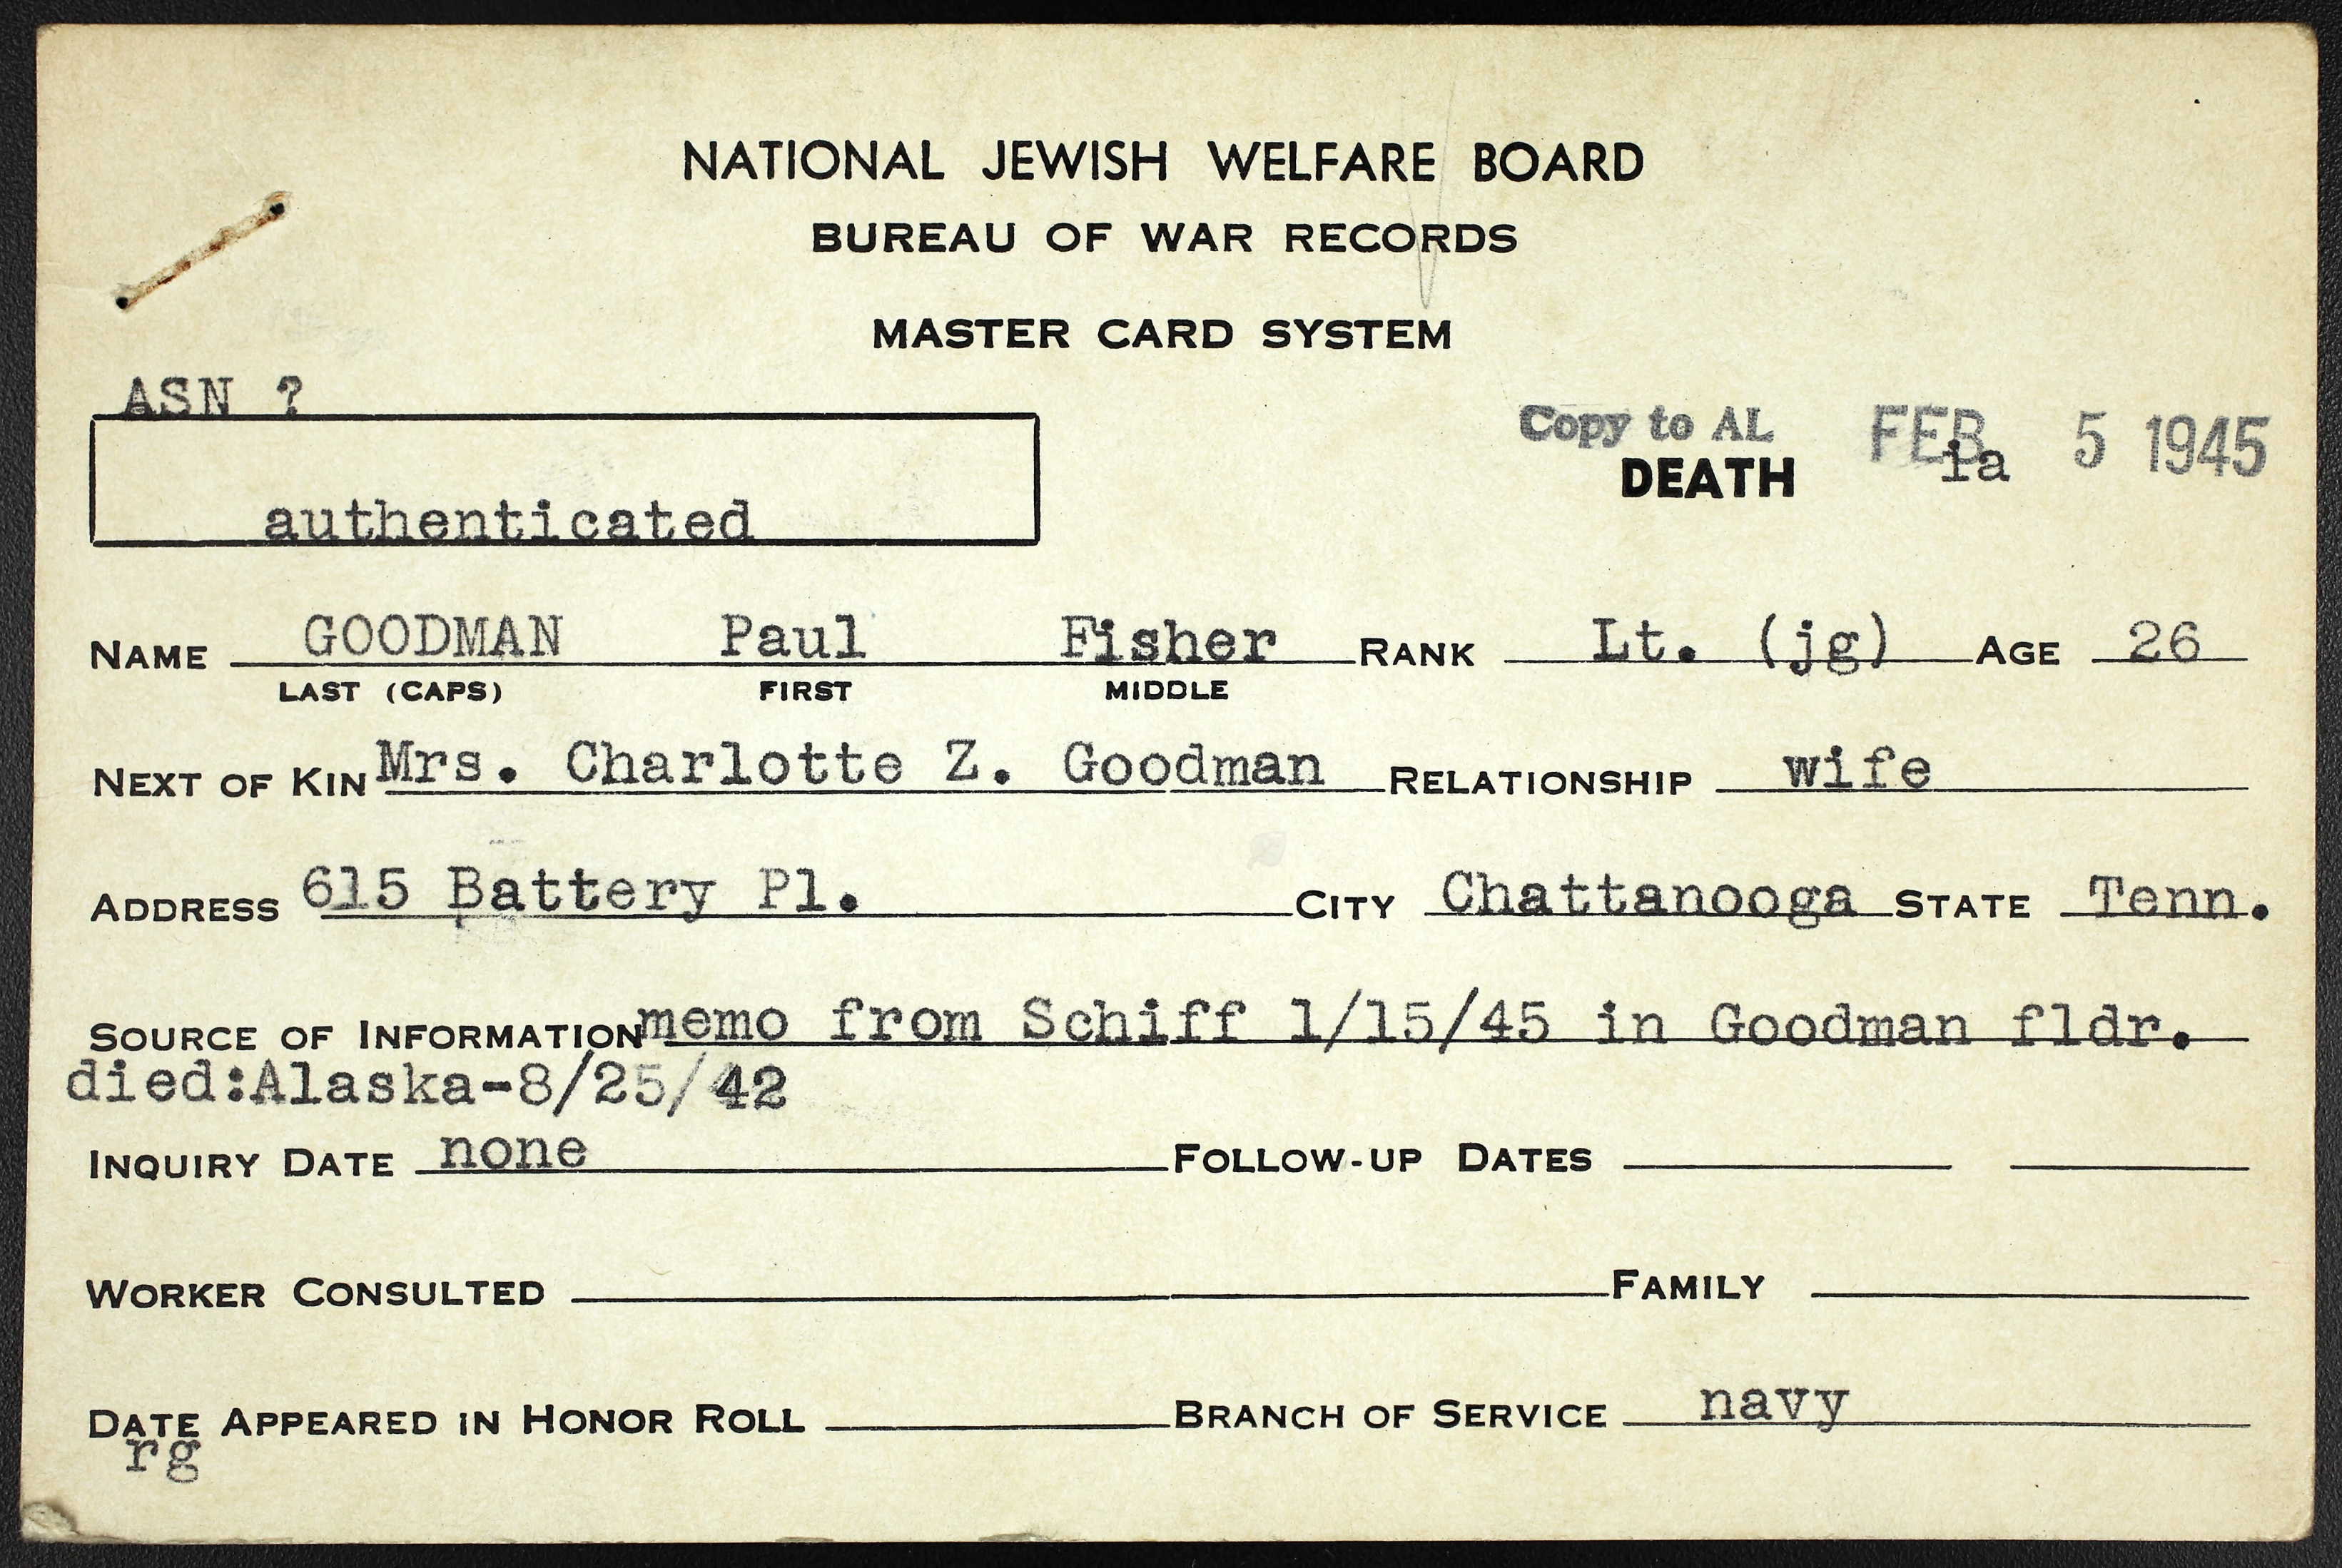 NATIONAL JEWISH WELFARE BOARD
BUREAU OF WAR RECORDS
MASTER CARD SYSTEM
ASN ?
Copy to AL FEB 5 1945
DEATH ia
authenticated
NAME GOODMAN Paul Fisher RANK Lt. (jg) AGE 26
LAST (CAPS) FIRST MIDDLE
NEXT OF KIN Mrs. Charlotte Z. Goodman RELATIONSHIP wife
ADDRESS 615 Battery Pl. CITY Chattanooga STATE Tenn.
SOURCE OF INFORMATION memo from Schiff 1/15/45 in Goodman fldr.
died:Alaska-8/25/42
INQUIRY DATE none FOLLOW-UP DATES
WORKER CONSULTED FAMILY
DATE APPEARED IN HONOR ROLL BRANCH OF SERVICE navy
rg